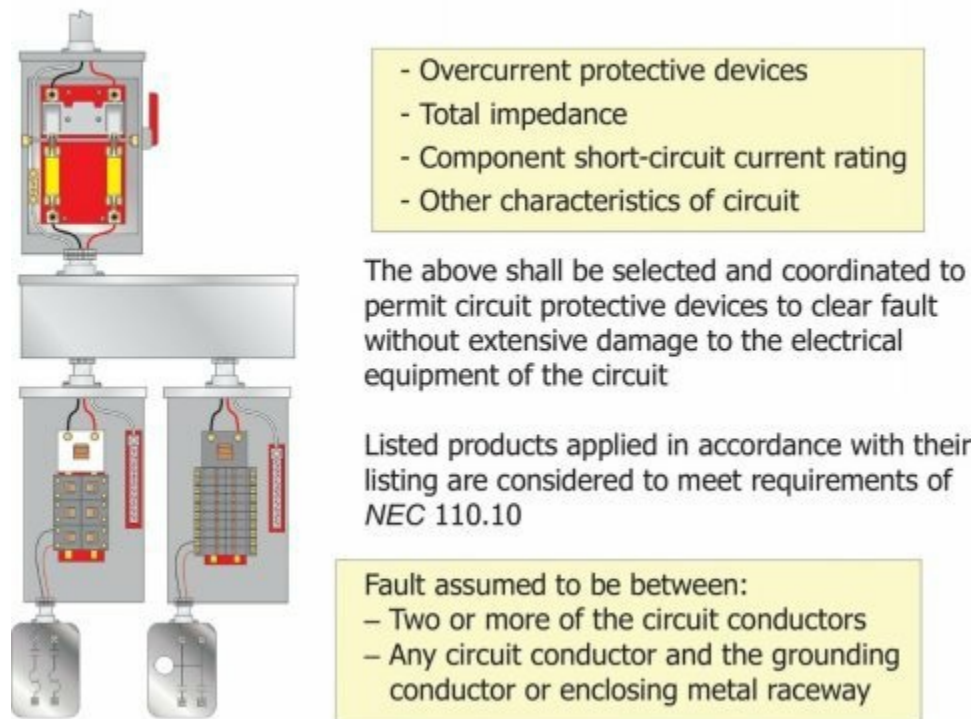 - Overcurrent protective devices
- Total impedance
- Component short-circuit current rating
- Other characteristics of circuit
The above shall be selected and coordinated to
permit circuit protective devices to clear fault
without extensive damage to the electrical
equipment of the circuit
Listed products applied in accordance with their
listing are considered to meet requirements of
NEC 110.10
Fault assumed to be between:
– Two or more of the circuit conductors
– Any circuit conductor and the grounding
conductor or enclosing metal raceway